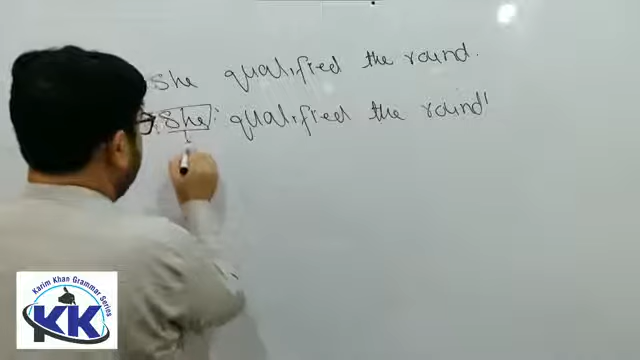 she qualified the round.
she: qualified the round'
Karim Khan Grammar Series
KK